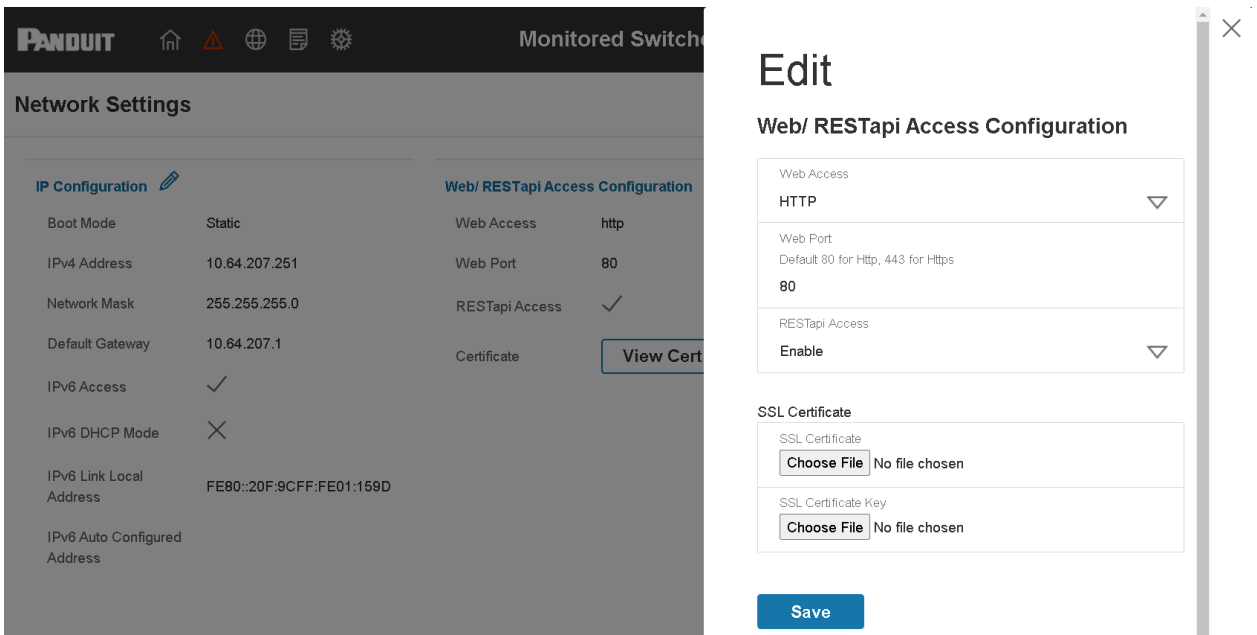 PANDUIT
Monitored Switche
Network Settings
IP Configuration
Boot Mode Static
IPv4 Address 10.64.207.251
Network Mask 255.255.255.0
Default Gateway 10.64.207.1
IPv6 Access
IPv6 DHCP Mode
IPv6 Link Local
Address
FE80::20F:9CFF:FE01:159D
IPv6 Auto Configured
Address
Web/ RESTapi Access Configuration
Web Access http
Web Port 80
RESTapi Access
Certificate View Cert
Edit
Web/ RESTapi Access Configuration
Web Access
HTTP
Web Port
Default 80 for Http, 443 for Https
80
RESTapi Access
Enable
SSL Certificate
SSL Certificate
Choose File No file chosen
SSL Certificate Key
Choose File No file chosen
Save